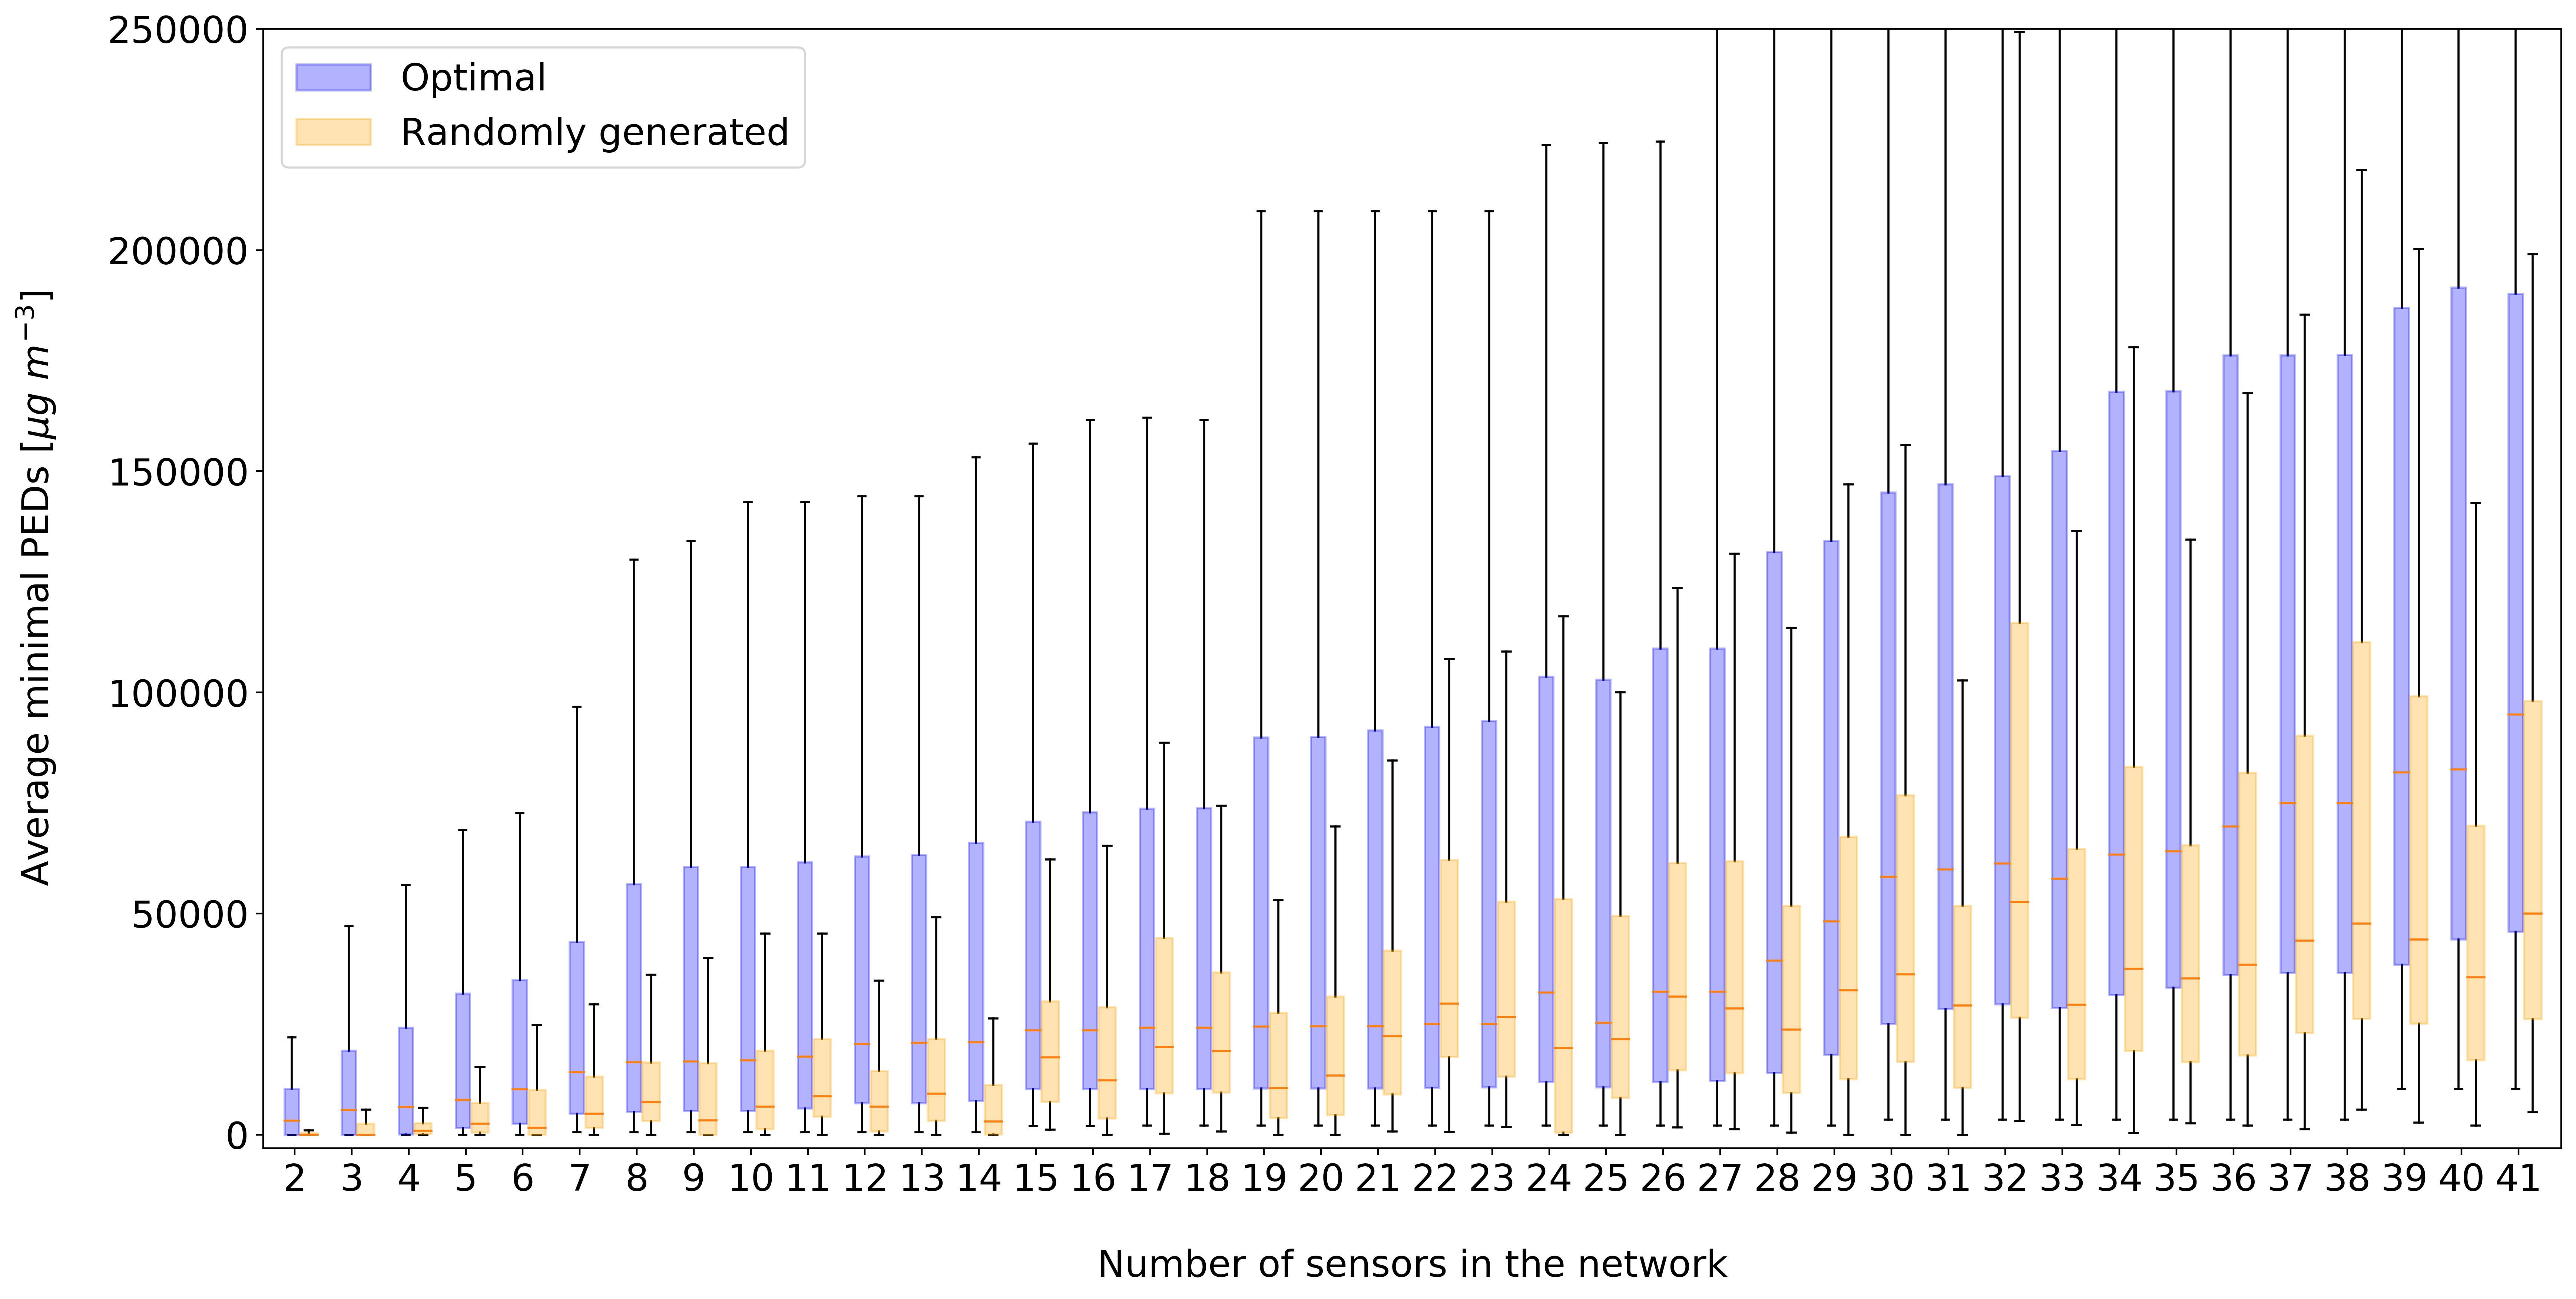 250000
200000
150000
100000
50000
0
Average minimal PEDs [μg m⁻³]
Optimal
Randomly generated
2 3 4 5 6 7 8 9 10 11 12 13 14 15 16 17 18 19 20 21 22 23 24 25 26 27 28 29 30 31 32 33 34 35 36 37 38 39 40 41
Number of sensors in the network